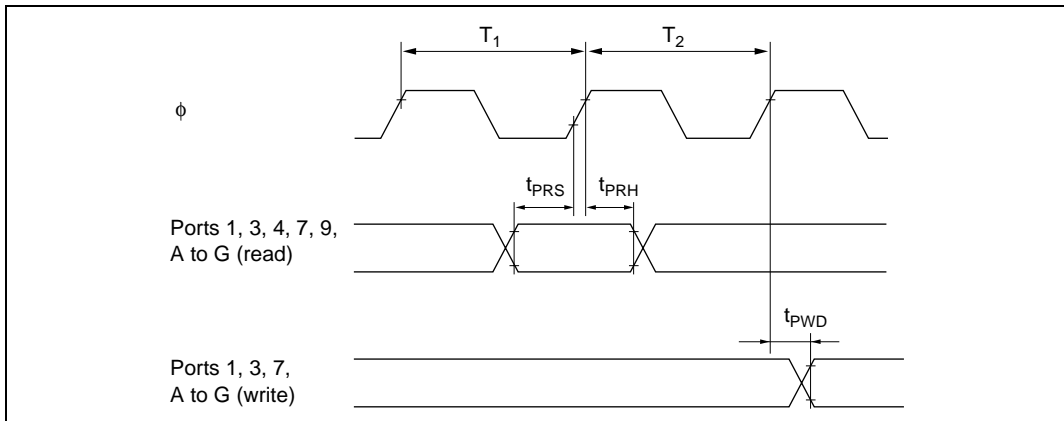 T1 T2
ϕ
tPRS tPRH
Ports 1, 3, 4, 7, 9,
A to G (read)
tPWD
Ports 1, 3, 7,
A to G (write)